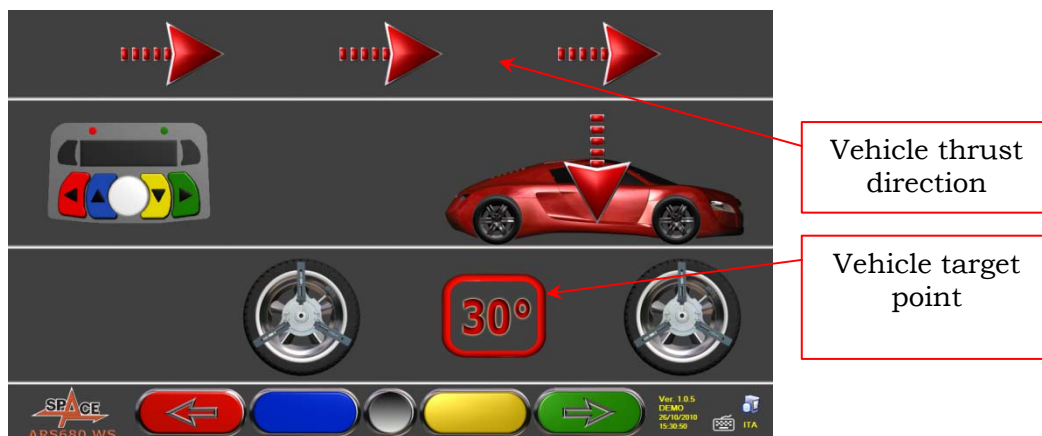 Vehicle thrust
direction
Vehicle target
point
30°
SPACE
ARS680 WS
Ver. 1.0.5
DEMO
26/10/2010
15:30:50
ITA